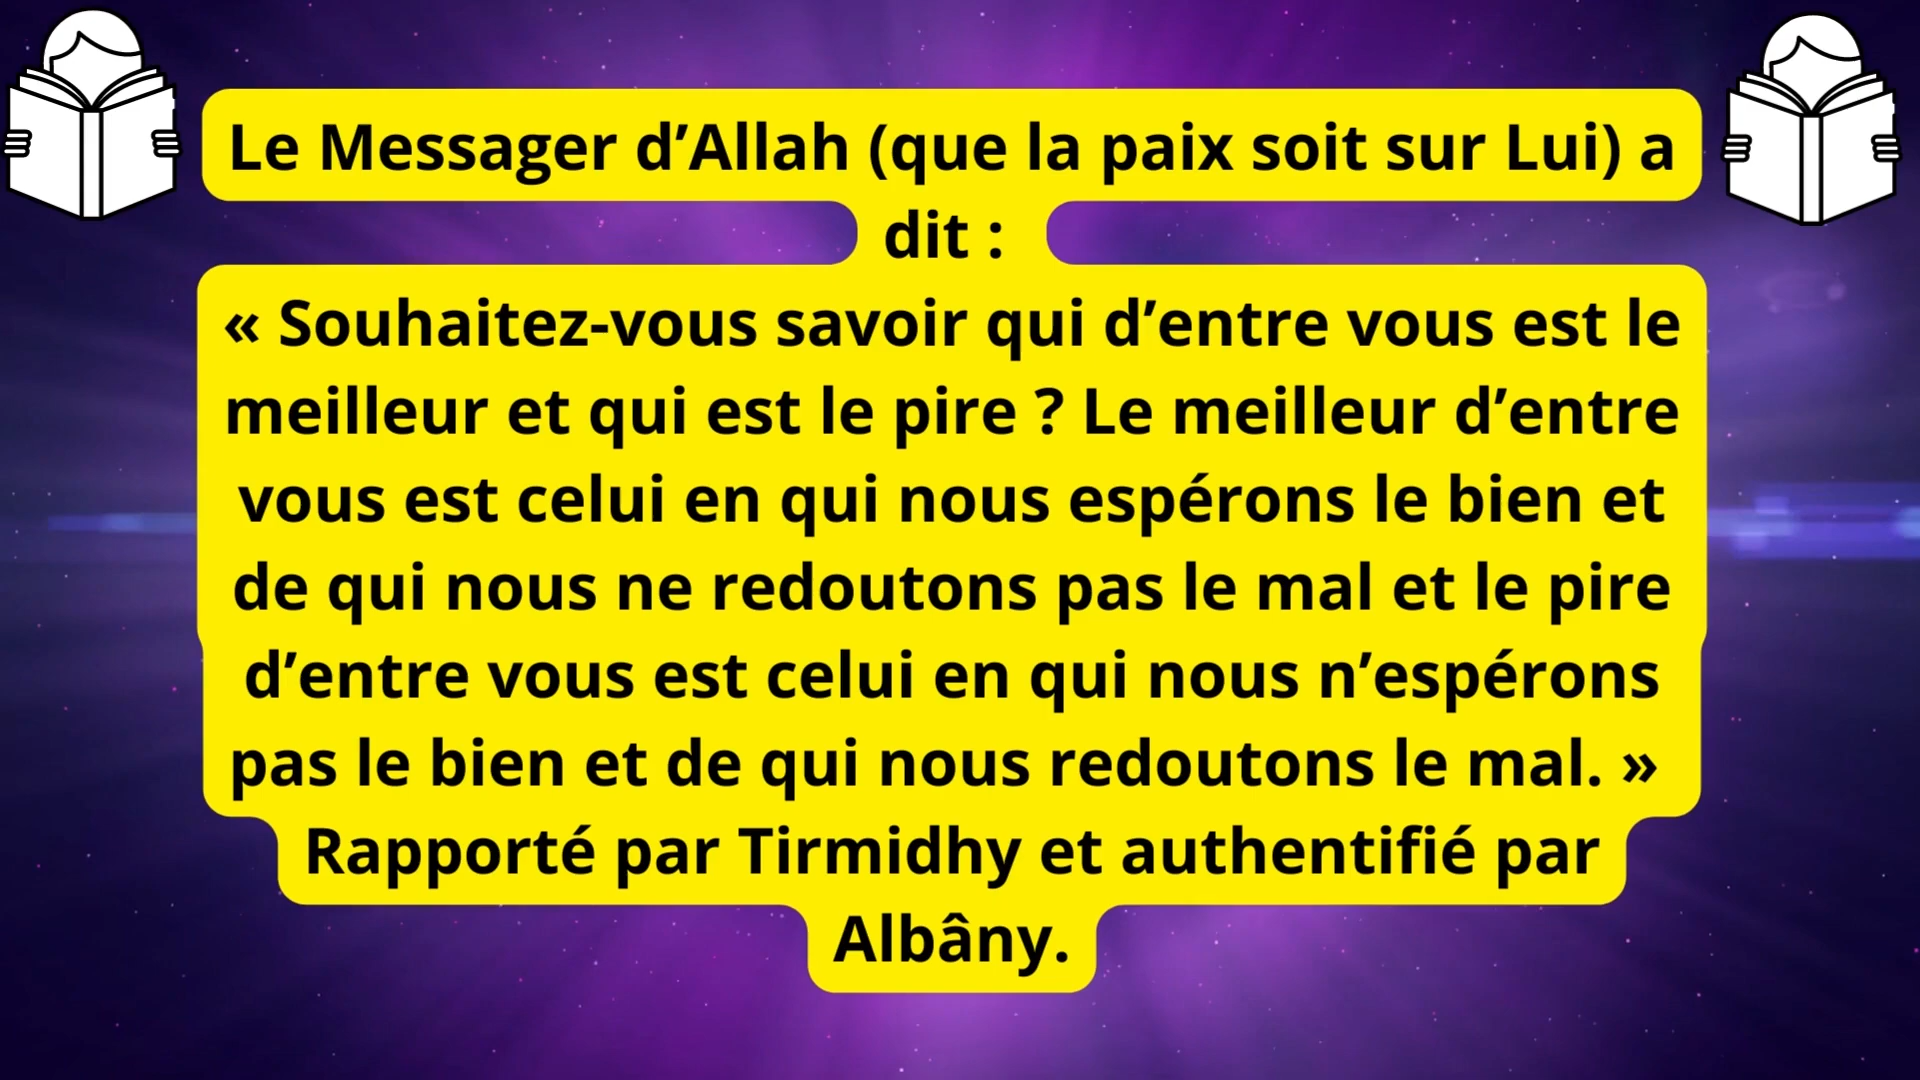 Le Messager d’Allah (que la paix soit sur Lui) a
dit :
« Souhaitez-vous savoir qui d’entre vous est le
meilleur et qui est le pire ? Le meilleur d’entre
vous est celui en qui nous espérons le bien et
de qui nous ne redoutons pas le mal et le pire
d’entre vous est celui en qui nous n’espérons
pas le bien et de qui nous redoutons le mal. »
Rapporté par Tirmidhy et authentifié par
Albâny.